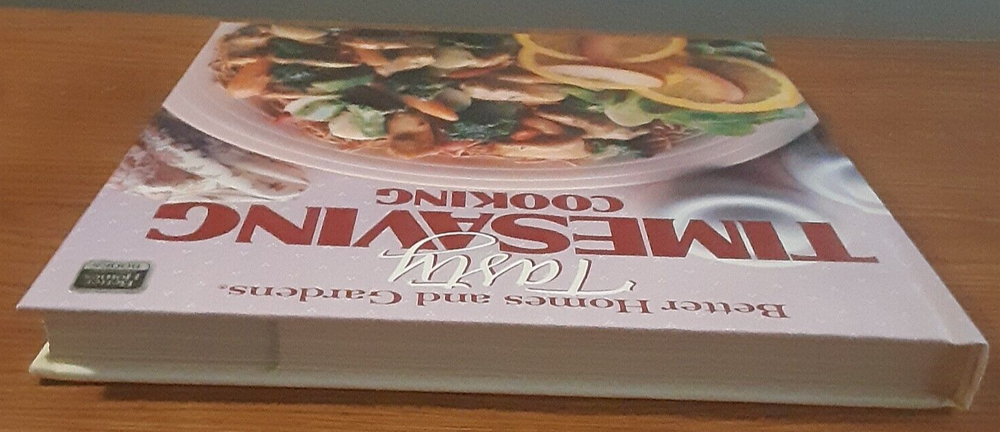 Better Homes and Gardens®
Tasty
TIMESAVING
COOKING